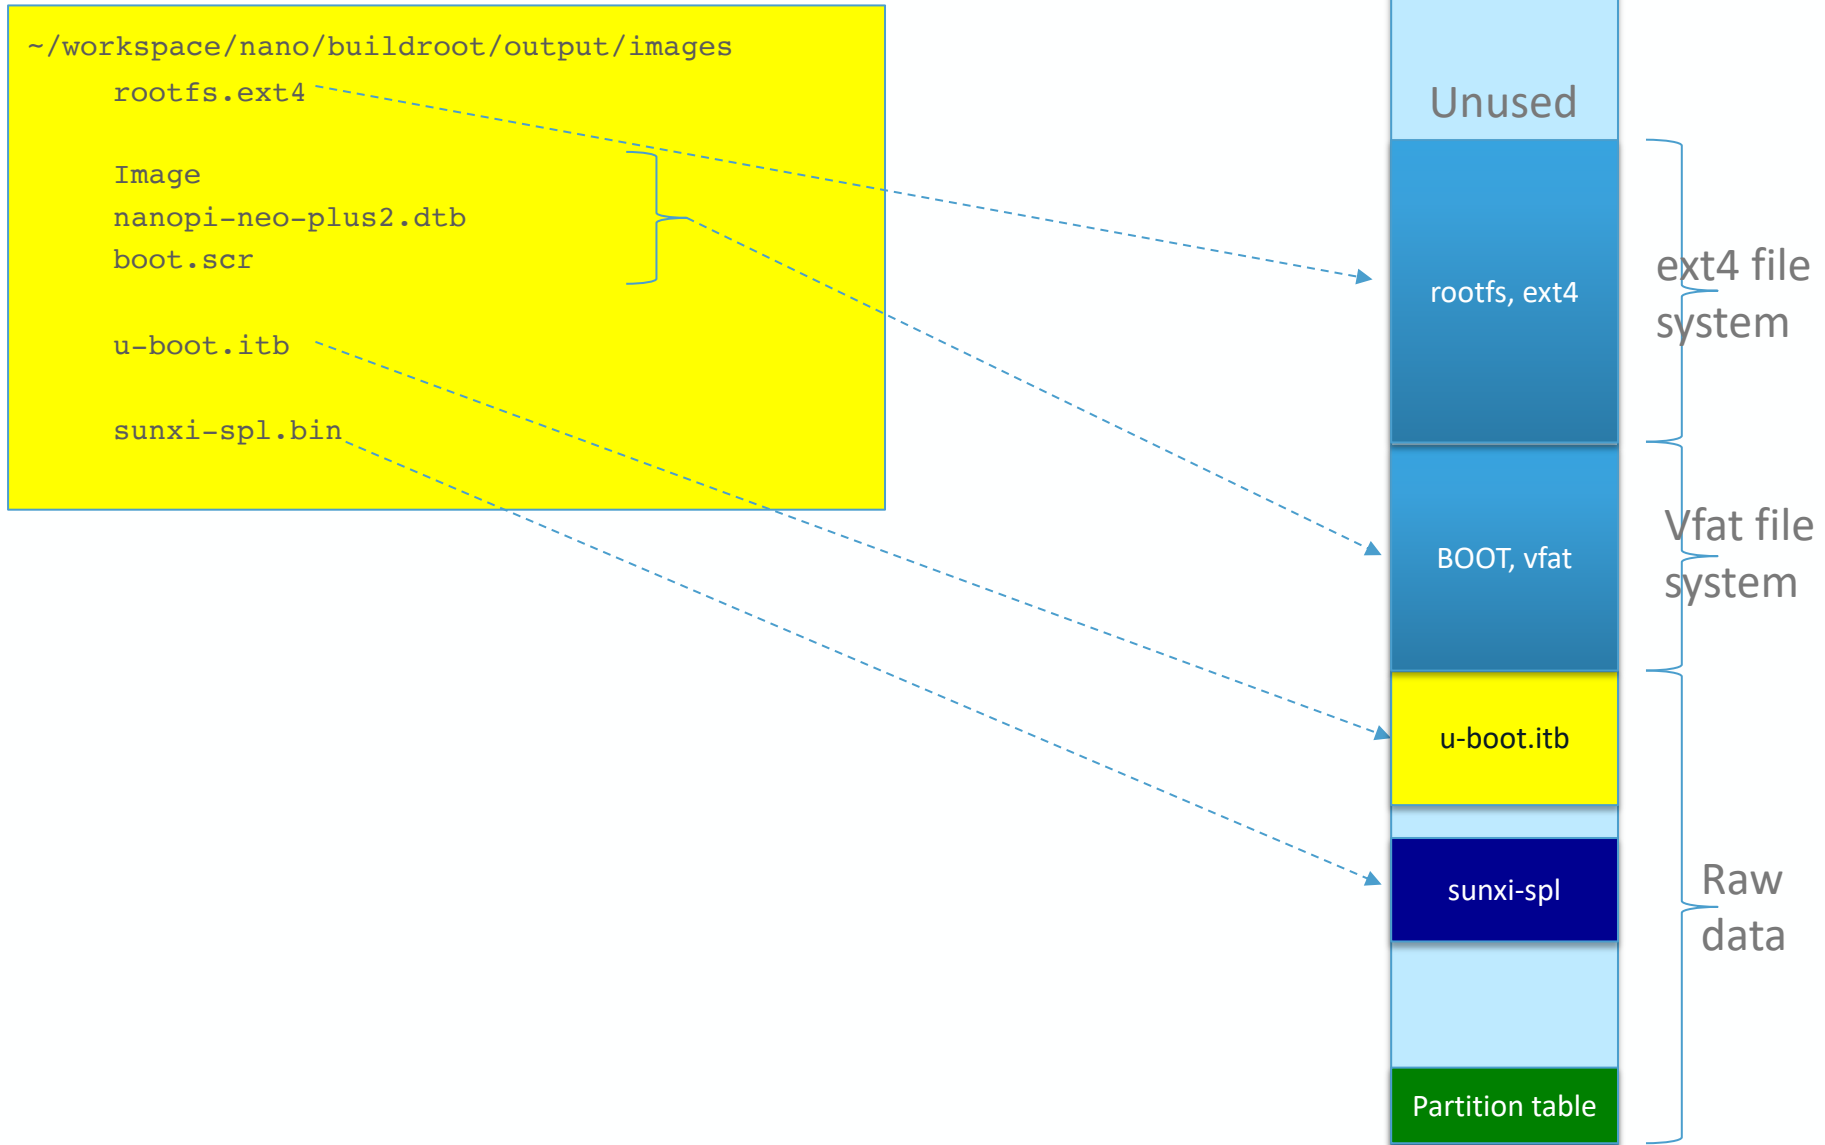 ~/workspace/nano/buildroot/output/images
rootfs.ext4
Image
nanopi-neo-plus2.dtb
boot.scr
u-boot.itb
sunxi-spl.bin
Unused
rootfs, ext4
ext4 file
system
BOOT, vfat
Vfat file
system
u-boot.itb
sunxi-spl
Raw
data
Partition table